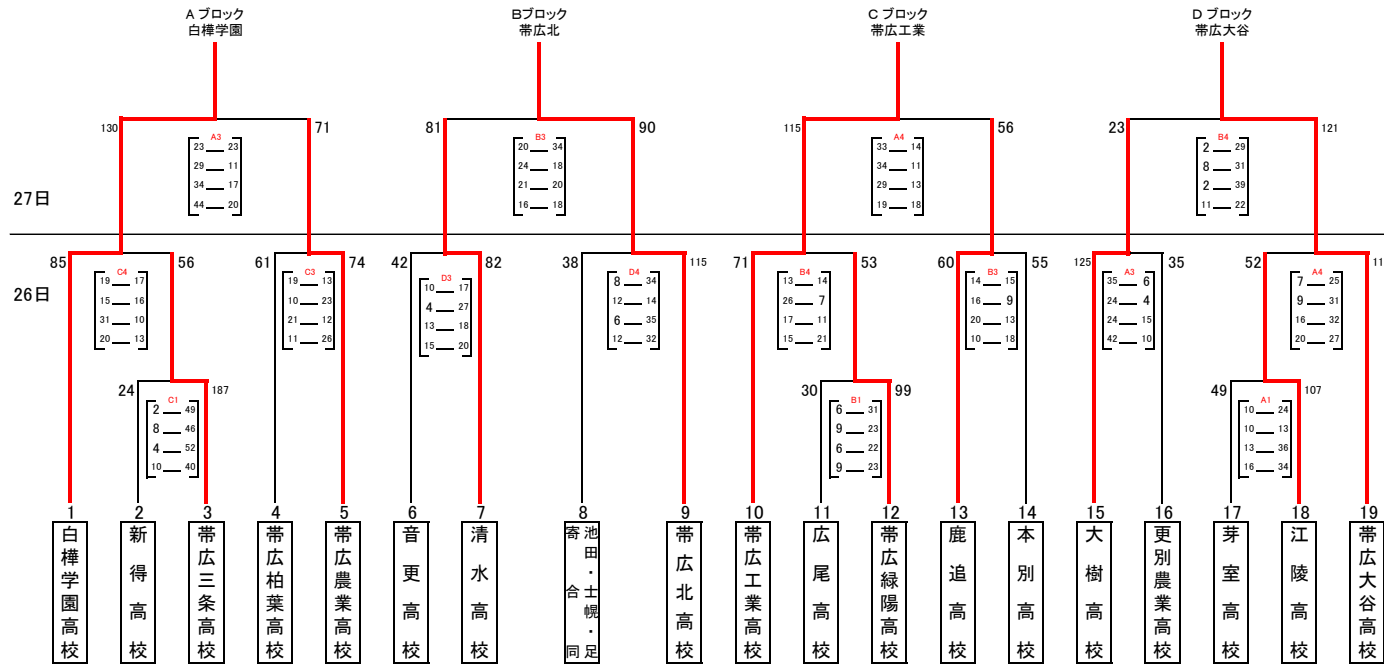 A ブロック
白樺学園
Bブロック
帯広北
C ブロック
帯広工業
D ブロック
帯広大谷
27日
130 71
A3
23 23
29 11
34 17
44 20
81 90
B3
20 34
24 18
21 20
16 18
115 56
A4
33 14
34 11
29 13
19 18
23 121
B4
2 29
8 31
2 39
11 22
26日
85 56
C4
19 17
15 16
31 10
20 13
61 74
C3
19 13
10 23
21 12
11 26
42 82
D3
10 17
4 27
13 18
15 20
38 115
D4
8 34
12 14
6 35
12 32
71 53
B4
13 14
26 7
17 11
15 21
60 55
B3
14 15
16 9
20 13
10 18
125 35
A3
35 6
24 4
24 15
42 10
52 11
A4
7 25
9 31
16 32
20 27
24 187
C1
2 49
8 46
4 52
10 40
30 99
B1
6 31
9 23
6 22
9 23
49 107
A1
10 24
10 13
13 36
16 34
1
白樺学園高校
2
新得高校
3
帯広三条高校
4
帯広柏葉高校
5
帯広農業高校
6
音更高校
7
清水高校
8
池田・士幌・足
寄合同
9
帯広北高校
10
帯広工業高校
11
広尾高校
12
帯広緑陽高校
13
鹿追高校
14
本別高校
15
大樹高校
16
更別農業高校
17
芽室高校
18
江陵高校
19
帯広大谷高校